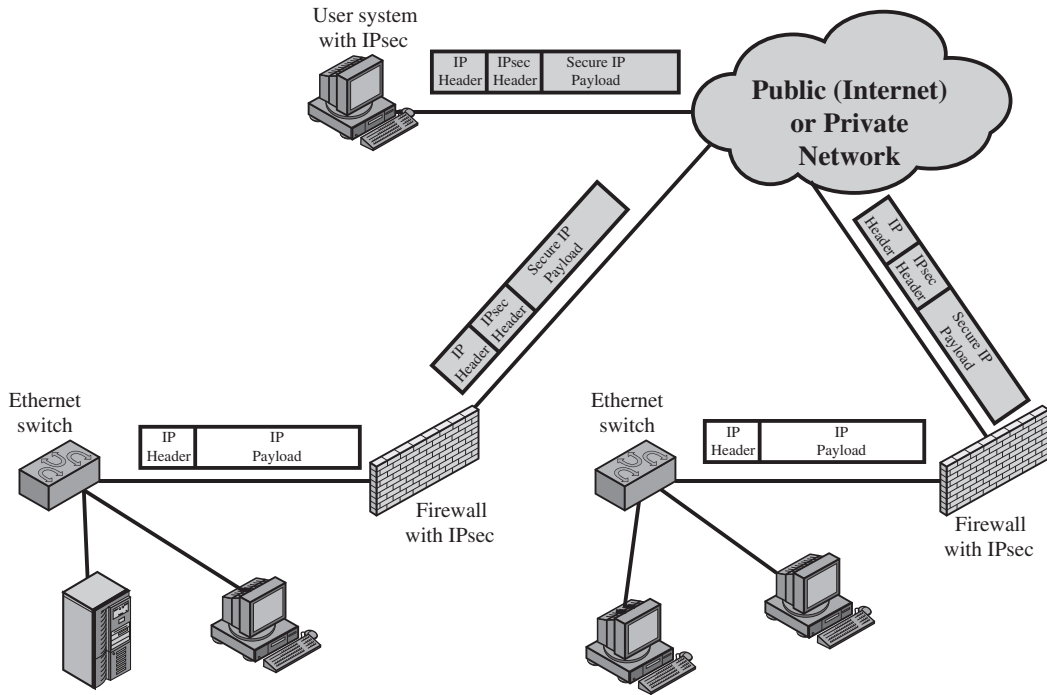 User system
with IPsec
IP
Header
IPsec
Header
Secure IP
Payload
Public (Internet)
or Private
Network
IP
Header
IPsec
Header
Secure IP
Payload
IP
Header
IPsec
Header
Secure IP
Payload
Ethernet
switch
IP
Header
IP
Payload
Firewall
with IPsec
Ethernet
switch
IP
Header
IP
Payload
Firewall
with IPsec